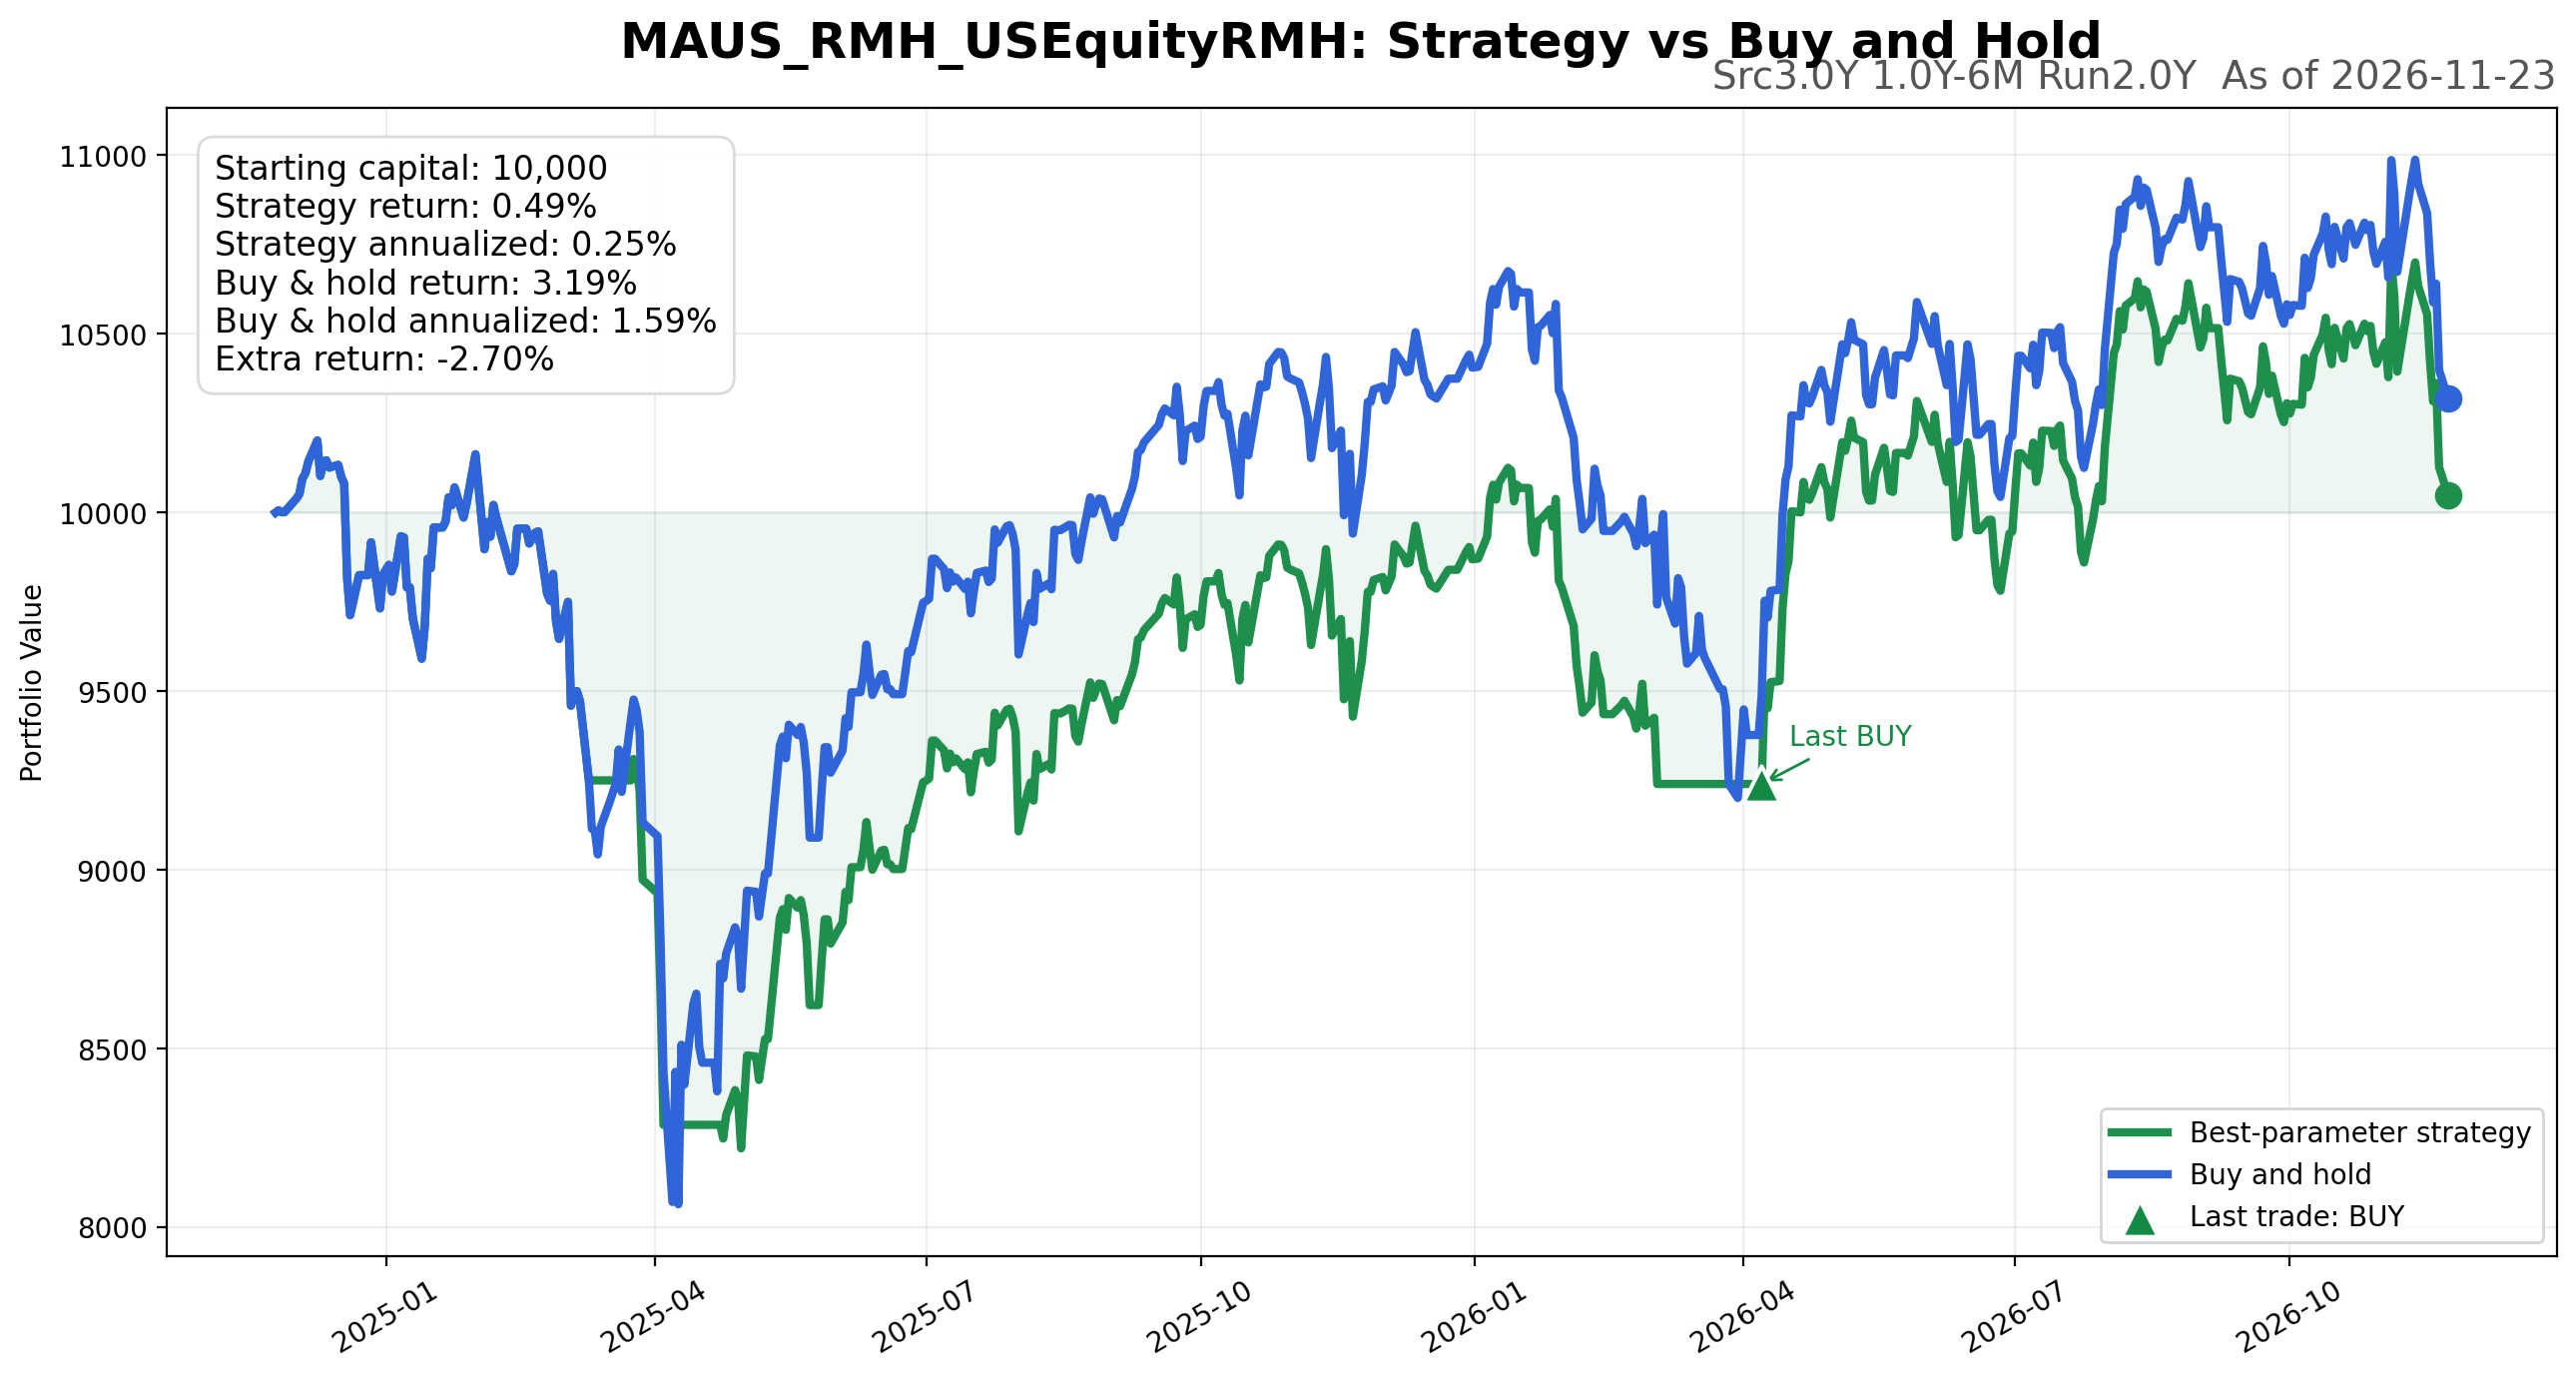 MAUS_RMH_USEquityRMH: Strategy vs Buy and Hold
Src3.0Y 1.0Y-6M Run2.0Y  As of 2026-11-23
Starting capital: 10,000
Strategy return: 0.49%
Strategy annualized: 0.25%
Buy & hold return: 3.19%
Buy & hold annualized: 1.59%
Extra return: -2.70%
Portfolio Value
11000
10500
10000
9500
9000
8500
8000
Last BUY
Best-parameter strategy
Buy and hold
Last trade: BUY
2025-01
2025-04
2025-07
2025-10
2026-01
2026-04
2026-07
2026-10